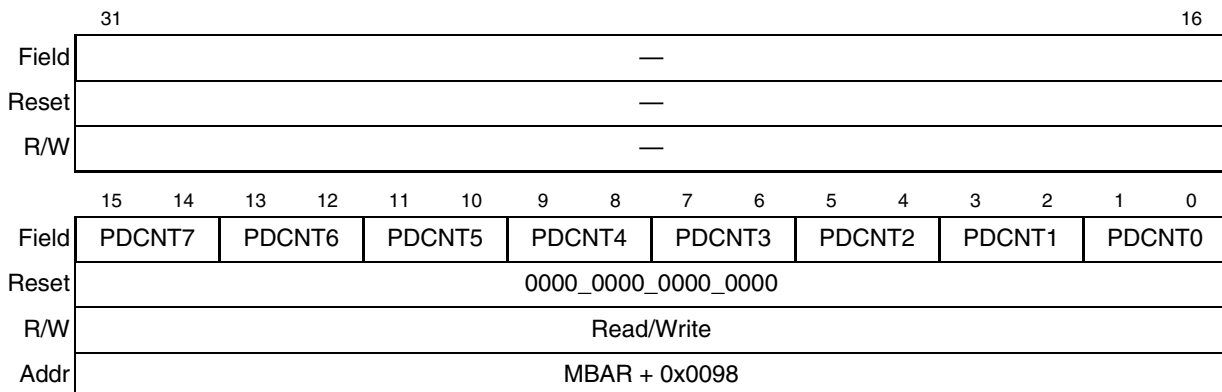 31 16
Field —
Reset —
R/W —
15 14 13 12 11 10 9 8 7 6 5 4 3 2 1 0
Field PDCNT7 PDCNT6 PDCNT5 PDCNT4 PDCNT3 PDCNT2 PDCNT1 PDCNT0
Reset 0000_0000_0000_0000
R/W Read/Write
Addr MBAR + 0x0098